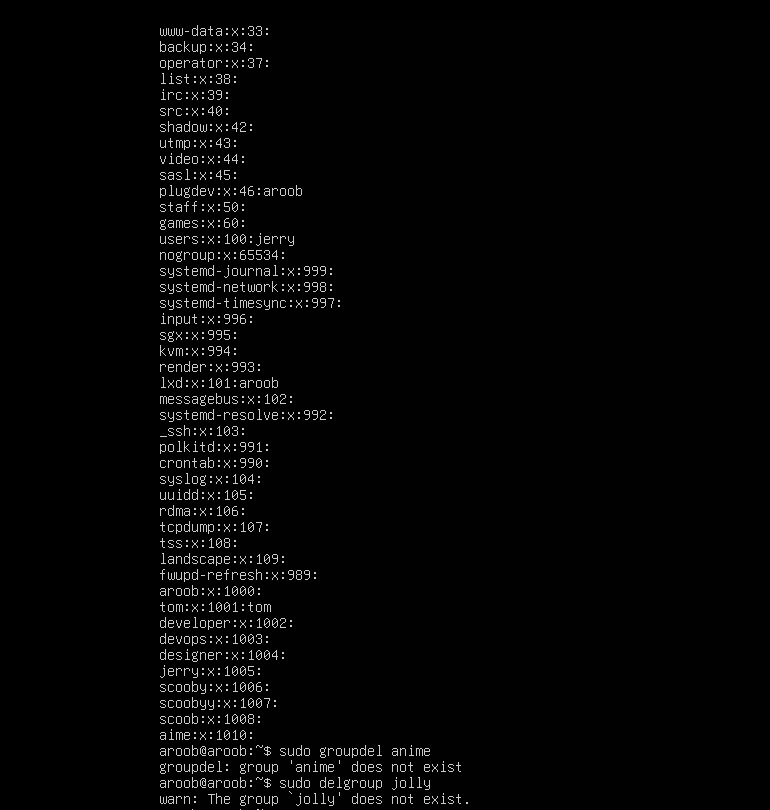 www-data:x:33:
backup:x:34:
operator:x:37:
list:x:38:
irc:x:39:
src:x:40:
shadow:x:42:
utmp:x:43:
video:x:44:
sasl:x:45:
plugdev:x:46:aroob
staff:x:50:
games:x:60:
users:x:100:jerry
nogroup:x:65534:
systemd-journal:x:999:
systemd-network:x:998:
systemd-timesync:x:997:
input:x:996:
sgx:x:995:
kvm:x:994:
render:x:993:
lxd:x:101:aroob
messagebus:x:102:
systemd-resolve:x:992:
_ssh:x:103:
polkitd:x:991:
crontab:x:990:
syslog:x:104:
uuidd:x:105:
rdma:x:106:
tcpdump:x:107:
tss:x:108:
landscape:x:109:
fwupd-refresh:x:989:
aroob:x:1000:
tom:x:1001:tom
developer:x:1002:
devops:x:1003:
designer:x:1004:
jerry:x:1005:
scooby:x:1006:
scoobyy:x:1007:
scoob:x:1008:
aime:x:1010:
aroob@aroob:~$ sudo groupdel anime
groupdel: group 'anime' does not exist
aroob@aroob:~$ sudo delgroup jolly
warn: The group `jolly' does not exist.